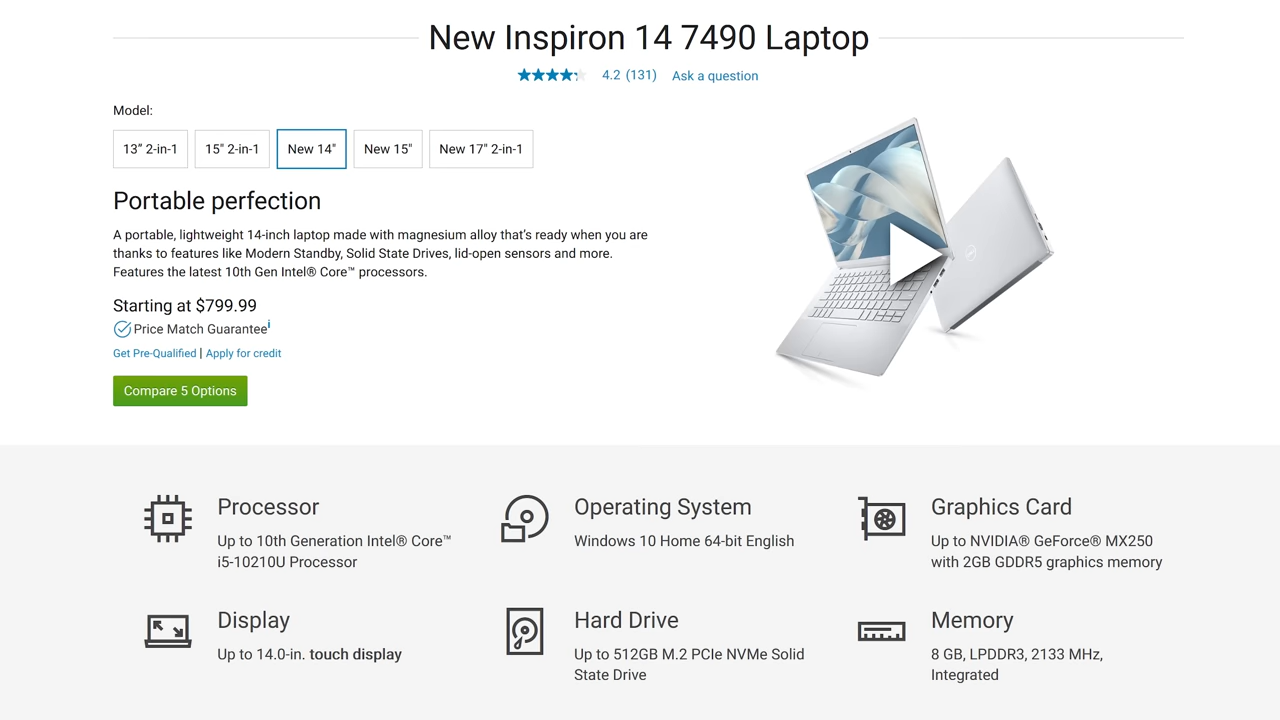 New Inspiron 14 7490 Laptop
4.2 (131) Ask a question
Model:
13" 2-in-1
15" 2-in-1
New 14"
New 15"
New 17" 2-in-1
Portable perfection
A portable, lightweight 14-inch laptop made with magnesium alloy that's ready when you are
thanks to features like Modern Standby, Solid State Drives, lid-open sensors and more.
Features the latest 10th Gen Intel® Core™ processors.
Starting at $799.99
Price Match Guaranteeⁱ
Get Pre-Qualified | Apply for credit
Compare 5 Options
Processor
Up to 10th Generation Intel® Core™
i5-10210U Processor
Operating System
Windows 10 Home 64-bit English
Graphics Card
Up to NVIDIA® GeForce® MX250
with 2GB GDDR5 graphics memory
Display
Up to 14.0-in. touch display
Hard Drive
Up to 512GB M.2 PCIe NVMe Solid
State Drive
Memory
8 GB, LPDDR3, 2133 MHz,
Integrated